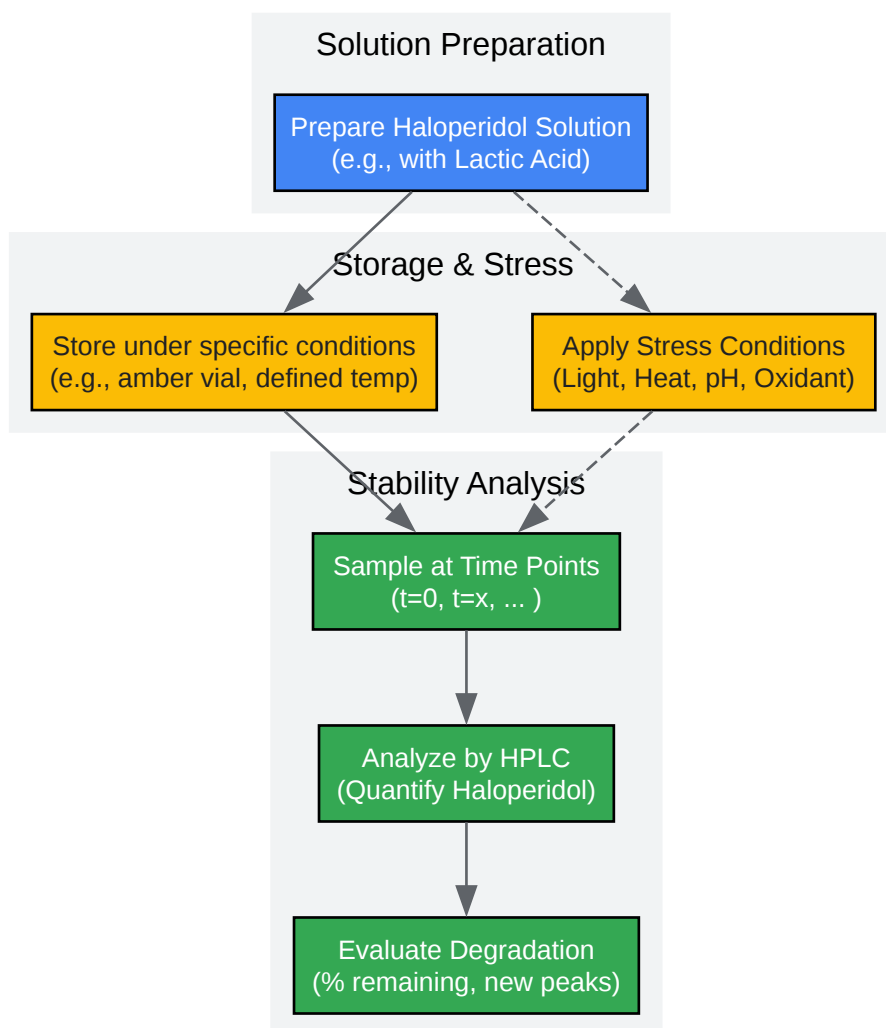 Solution Preparation
Prepare Haloperidol Solution
(e.g., with Lactic Acid)
Storage & Stress
Store under specific conditions
(e.g., amber vial, defined temp)
Apply Stress Conditions
(Light, Heat, pH, Oxidant)
Stability Analysis
Sample at Time Points
(t=0, t=x, ... )
Analyze by HPLC
(Quantify Haloperidol)
Evaluate Degradation
(% remaining, new peaks)